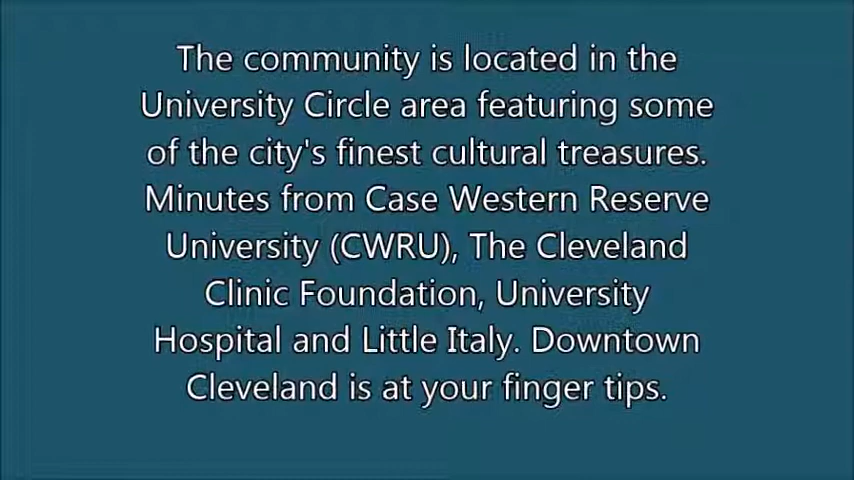 The community is located in the
University Circle area featuring some
of the city's finest cultural treasures.
Minutes from Case Western Reserve
University (CWRU), The Cleveland
Clinic Foundation, University
Hospital and Little Italy. Downtown
Cleveland is at your finger tips.